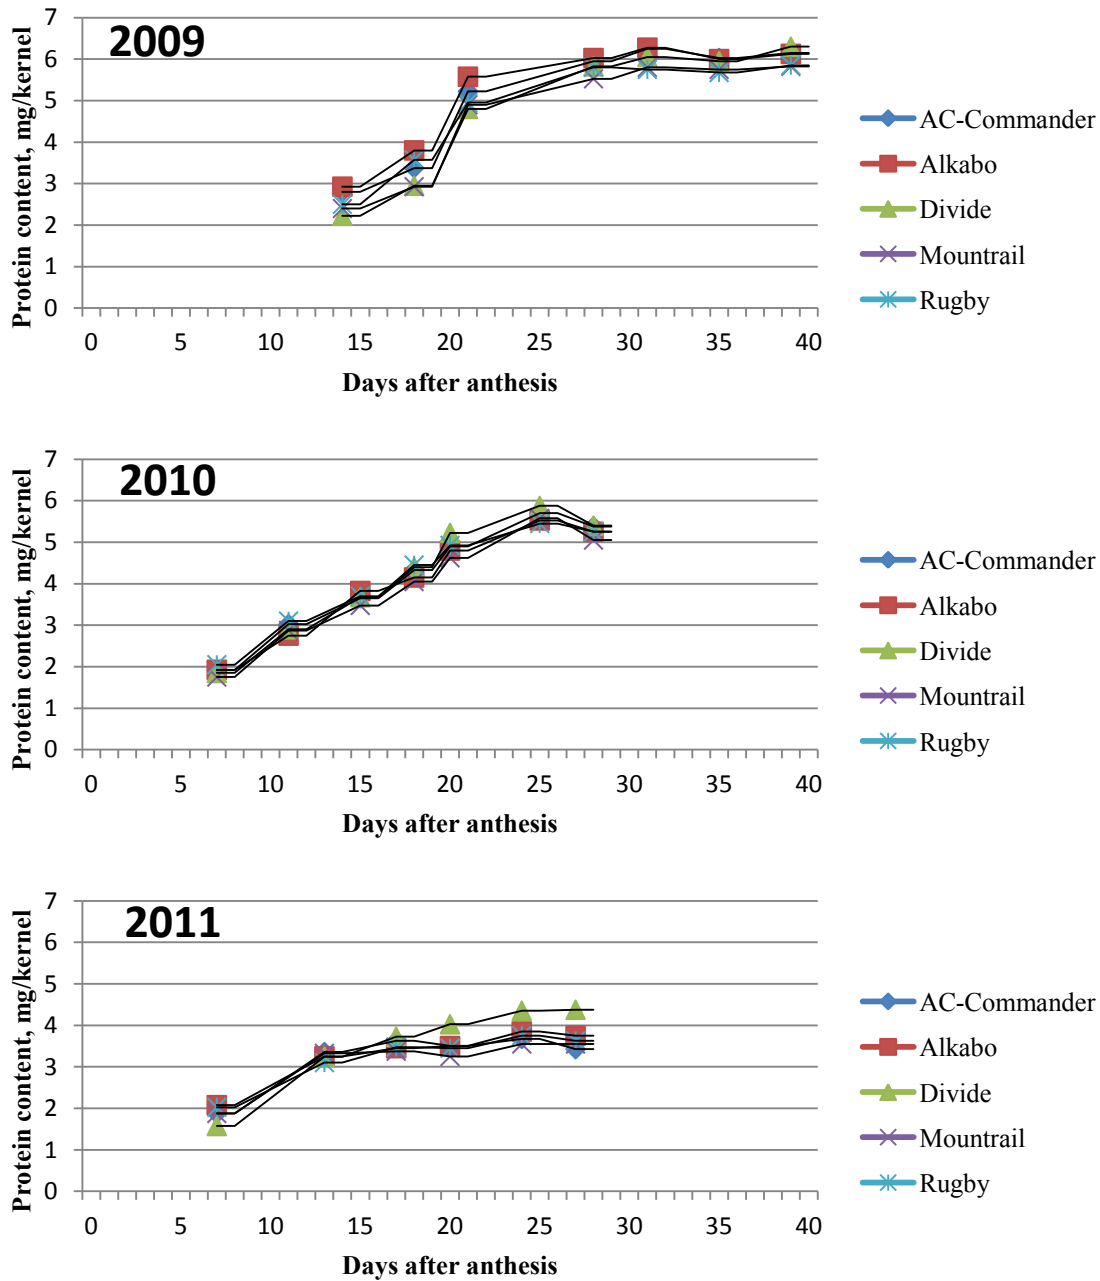 2009
Protein content, mg/kernel
7
6
5
4
3
2
1
0
0 5 10 15 20 25 30 35 40
Days after anthesis
AC-Commander
Alkabo
Divide
Mountrail
Rugby
2010
Protein content, mg/kernel
7
6
5
4
3
2
1
0
0 5 10 15 20 25 30 35 40
Days after anthesis
AC-Commander
Alkabo
Divide
Mountrail
Rugby
2011
Protein content, mg/kernel
7
6
5
4
3
2
1
0
0 5 10 15 20 25 30 35 40
Days after anthesis
AC-Commander
Alkabo
Divide
Mountrail
Rugby